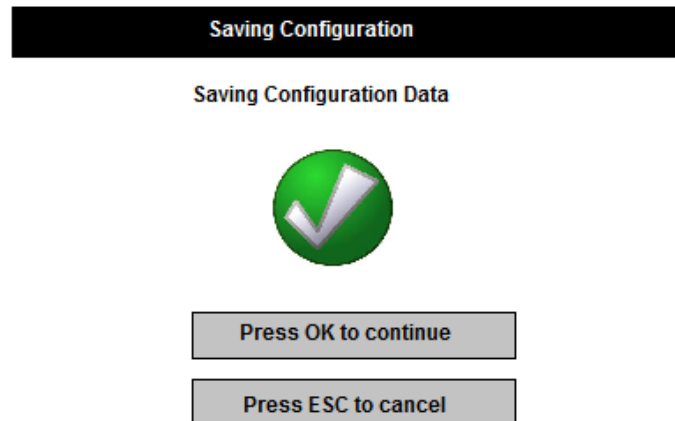 Saving Configuration
Saving Configuration Data
Press OK to continue
Press ESC to cancel